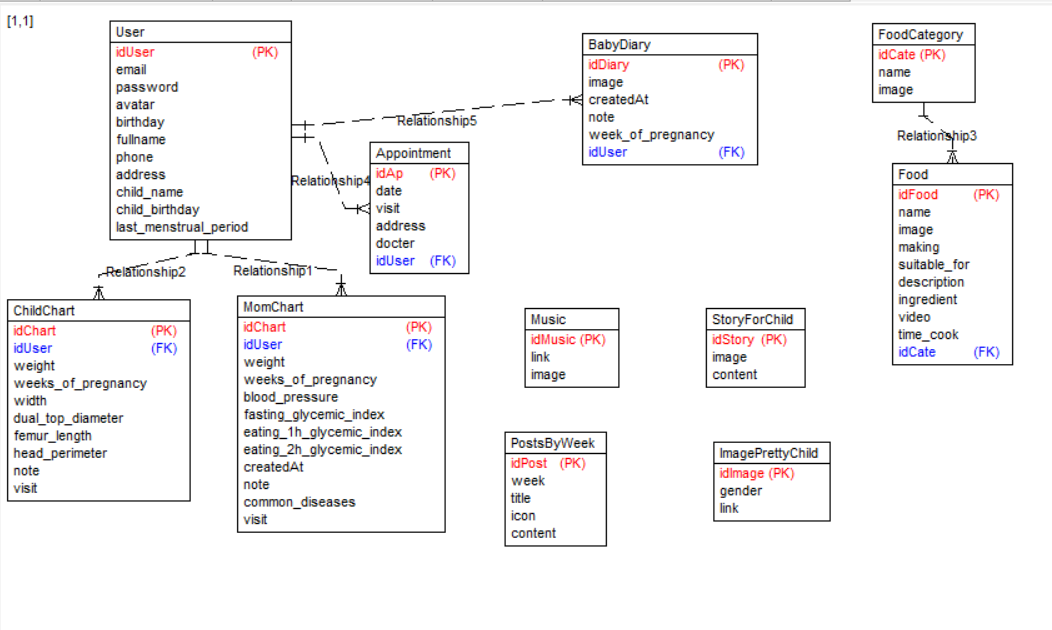 [1,1]
User
idUser (PK)
email
password
avatar
birthday
fullname
phone
address
child_name
child_birthday
last_menstrual_period
Relationship5
Relationship4
Appointment
idAp (PK)
date
visit
address
docter
idUser (FK)
BabyDiary
idDiary (PK)
image
createdAt
note
week_of_pregnancy
idUser (FK)
FoodCategory
idCate (PK)
name
image
Relationship3
Food
idFood (PK)
name
image
making
suitable_for
description
ingredient
video
time_cook
idCate (FK)
Relationship2
Relationship1
ChildChart
idChart (PK)
idUser (FK)
weight
weeks_of_pregnancy
width
dual_top_diameter
femur_length
head_perimeter
note
visit
MomChart
idChart (PK)
idUser (FK)
weight
weeks_of_pregnancy
blood_pressure
fasting_glycemic_index
eating_1h_glycemic_index
eating_2h_glycemic_index
createdAt
note
common_diseases
visit
Music
idMusic (PK)
link
image
StoryForChild
idStory (PK)
image
content
PostsByWeek
idPost (PK)
week
title
icon
content
ImagePrettyChild
idImage (PK)
gender
link